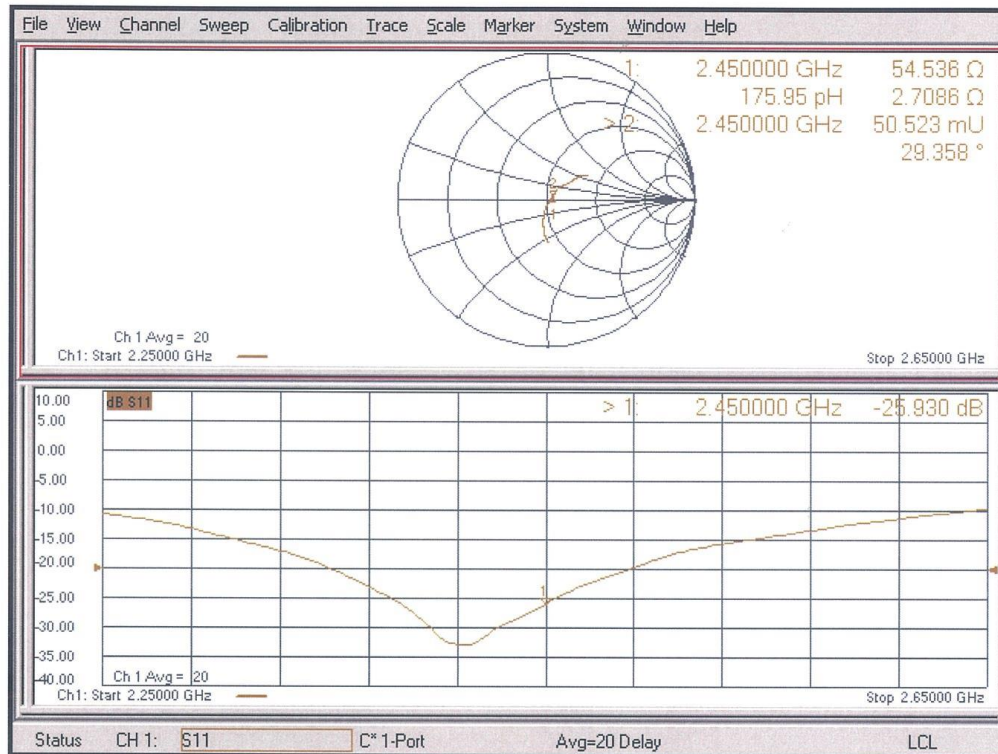 File View Channel Sweep Calibration Trace Scale Marker System Window Help
1: 2.450000 GHz 54.536 Ω
175.95 pH 2.7086 Ω
> 2 2.450000 GHz 50.523 mU
29.358 °
2
1
Ch 1 Avg = 20
Ch1: Start 2.25000 GHz
Stop 2.65000 GHz
10.00
dB S11
> 1: 2.450000 GHz -25.930 dB
5.00
0.00
-5.00
-10.00
-15.00
-20.00
-25.00
1
-30.00
-35.00
-40.00
Ch 1 Avg = 20
Ch1: Start 2.25000 GHz
Stop 2.65000 GHz
Status CH 1: S11 C* 1-Port Avg=20 Delay LCL